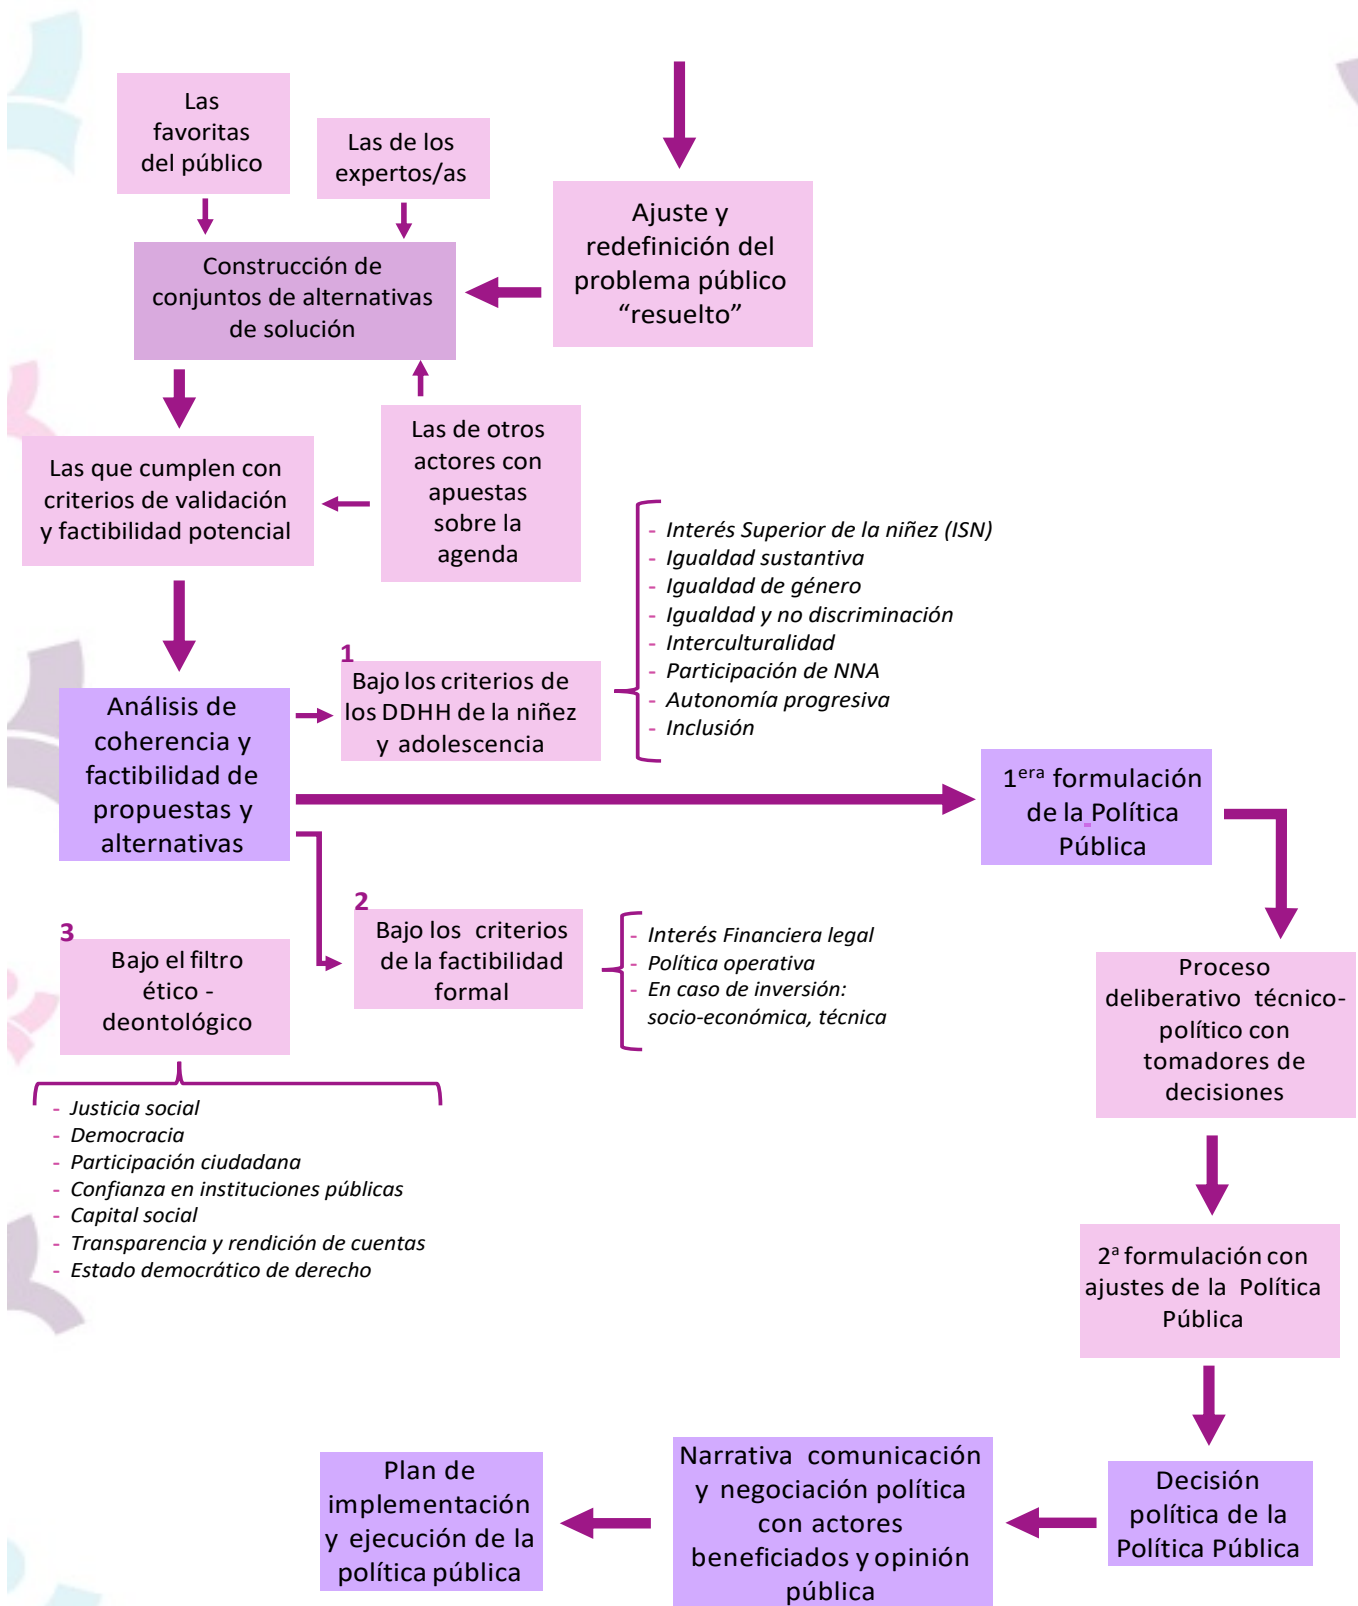 Las
favoritas
del público
Las de los
expertos/as
Ajuste y
redefinición del
problema público
“resuelto”
Construcción de
conjuntos de alternativas
de solución
Las que cumplen con
criterios de validación
y factibilidad potencial
Las de otros
actores con
apuestas
sobre la
agenda
- Interés Superior de la niñez (ISN)
- Igualdad sustantiva
- Igualdad de género
- Igualdad y no discriminación
- Interculturalidad
- Participación de NNA
- Autonomía progresiva
- Inclusión
1
Bajo los criterios de
los DDHH de la niñez
y adolescencia
Análisis de
coherencia y
factibilidad de
propuestas y
alternativas
1era formulación
de la Política
Pública
2
Bajo los criterios
de la factibilidad
formal
- Interés Financiera legal
- Política operativa
- En caso de inversión:
socio-económica, técnica
3
Bajo el filtro
ético -
deontológico
- Justicia social
- Democracia
- Participación ciudadana
- Confianza en instituciones públicas
- Capital social
- Transparencia y rendición de cuentas
- Estado democrático de derecho
Proceso
deliberativo técnico-
político con
tomadores de
decisiones
2a formulación con
ajustes de la Política
Pública
Decisión
política de la
Política Pública
Narrativa comunicación
y negociación política
con actores
beneficiados y opinión
pública
Plan de
implementación
y ejecución de la
política pública